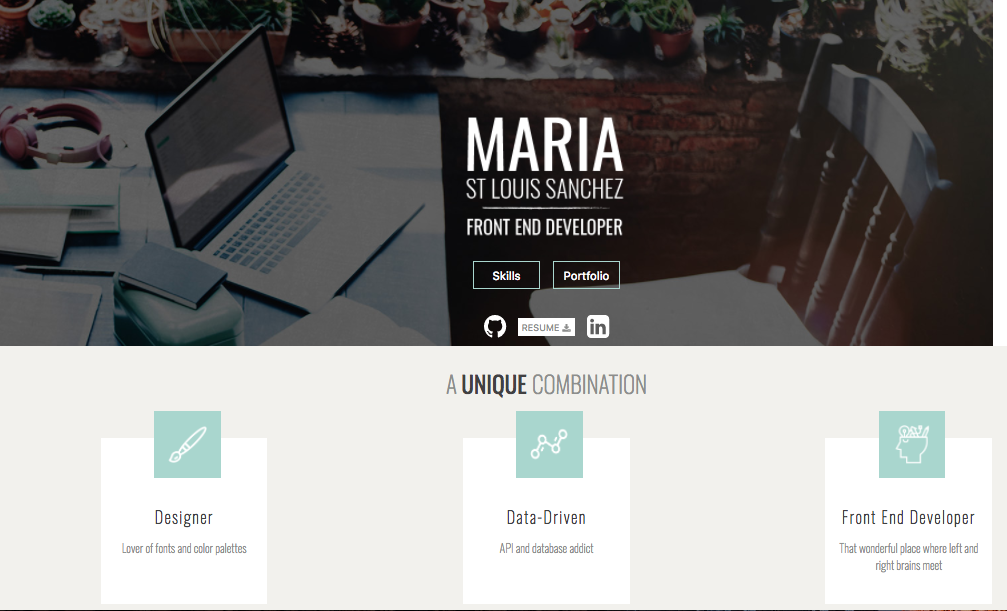 MARIA
ST LOUIS SANCHEZ
FRONT END DEVELOPER
Skills
Portfolio
RESUME
in
A UNIQUE COMBINATION
Designer
Lover of fonts and color palettes
Data-Driven
API and database addict
Front End Developer
That wonderful place where left and
right brains meet